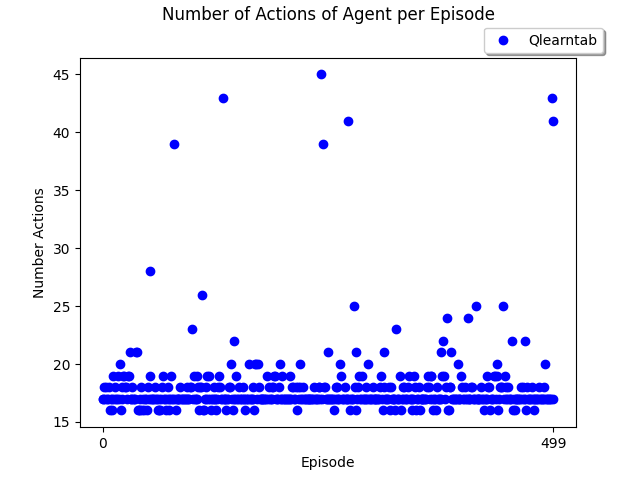 Number of Actions of Agent per Episode
Qlearntab
45
40
35
30
25
20
15
Number Actions
0
499
Episode